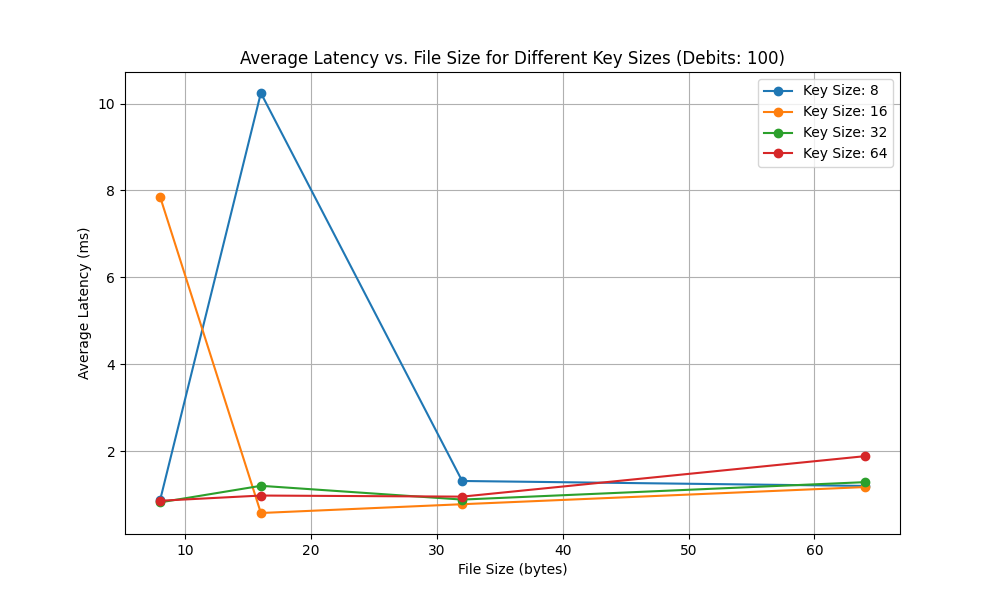 Average Latency vs. File Size for Different Key Sizes (Debits: 100)
Key Size: 8
Key Size: 16
Key Size: 32
Key Size: 64
Average Latency (ms)
10
8
6
4
2
10 20 30 40 50 60
File Size (bytes)